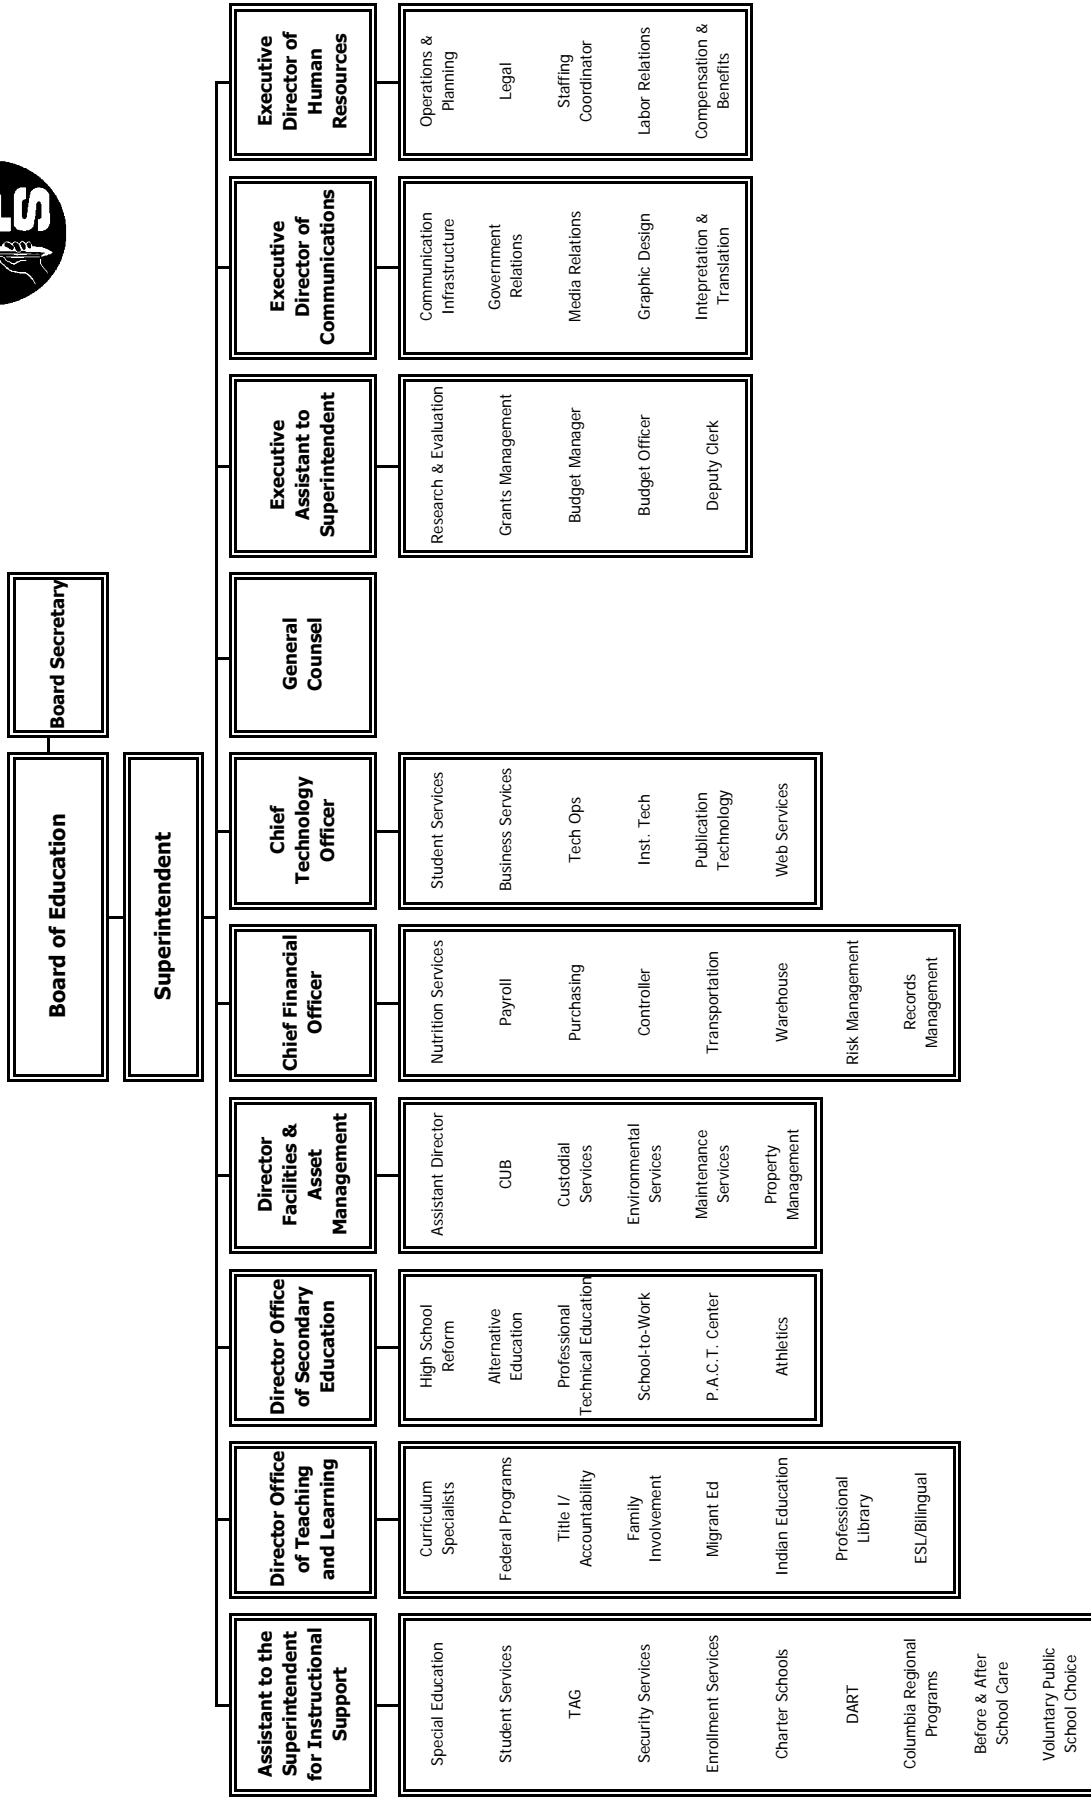 Board of Education
Board Secretary
Superintendent
Assistant to the
Superintendent
for Instructional
Support
Special Education
Student Services
TAG
Security Services
Enrollment Services
Charter Schools
DART
Columbia Regional
Programs
Before & After
School Care
Voluntary Public
School Choice
Director Office
of Teaching
and Learning
Curriculum
Specialists
Federal Programs
Title I/
Accountability
Family
Involvement
Migrant Ed
Indian Education
Professional
Library
ESL/Bilingual
Director Office
of Secondary
Education
High School
Reform
Alternative
Education
Professional
Technical Education
School-to-Work
P.A.C.T. Center
Athletics
Director
Facilities &
Asset
Management
Assistant Director
CUB
Custodial
Services
Environmental
Services
Maintenance
Services
Property
Management
Chief Financial
Officer
Nutrition Services
Payroll
Purchasing
Controller
Transportation
Warehouse
Risk Management
Records
Management
Chief
Technology
Officer
Student Services
Business Services
Tech Ops
Inst. Tech
Publication
Technology
Web Services
General
Counsel
Executive
Assistant to
Superintendent
Research & Evaluation
Grants Management
Budget Manager
Budget Officer
Deputy Clerk
Executive
Director of
Communications
Communication
Infrastructure
Government
Relations
Media Relations
Graphic Design
Intepretation &
Translation
Executive
Director of
Human
Resources
Operations &
Planning
Legal
Staffing
Coordinator
Labor Relations
Compensation &
Benefits